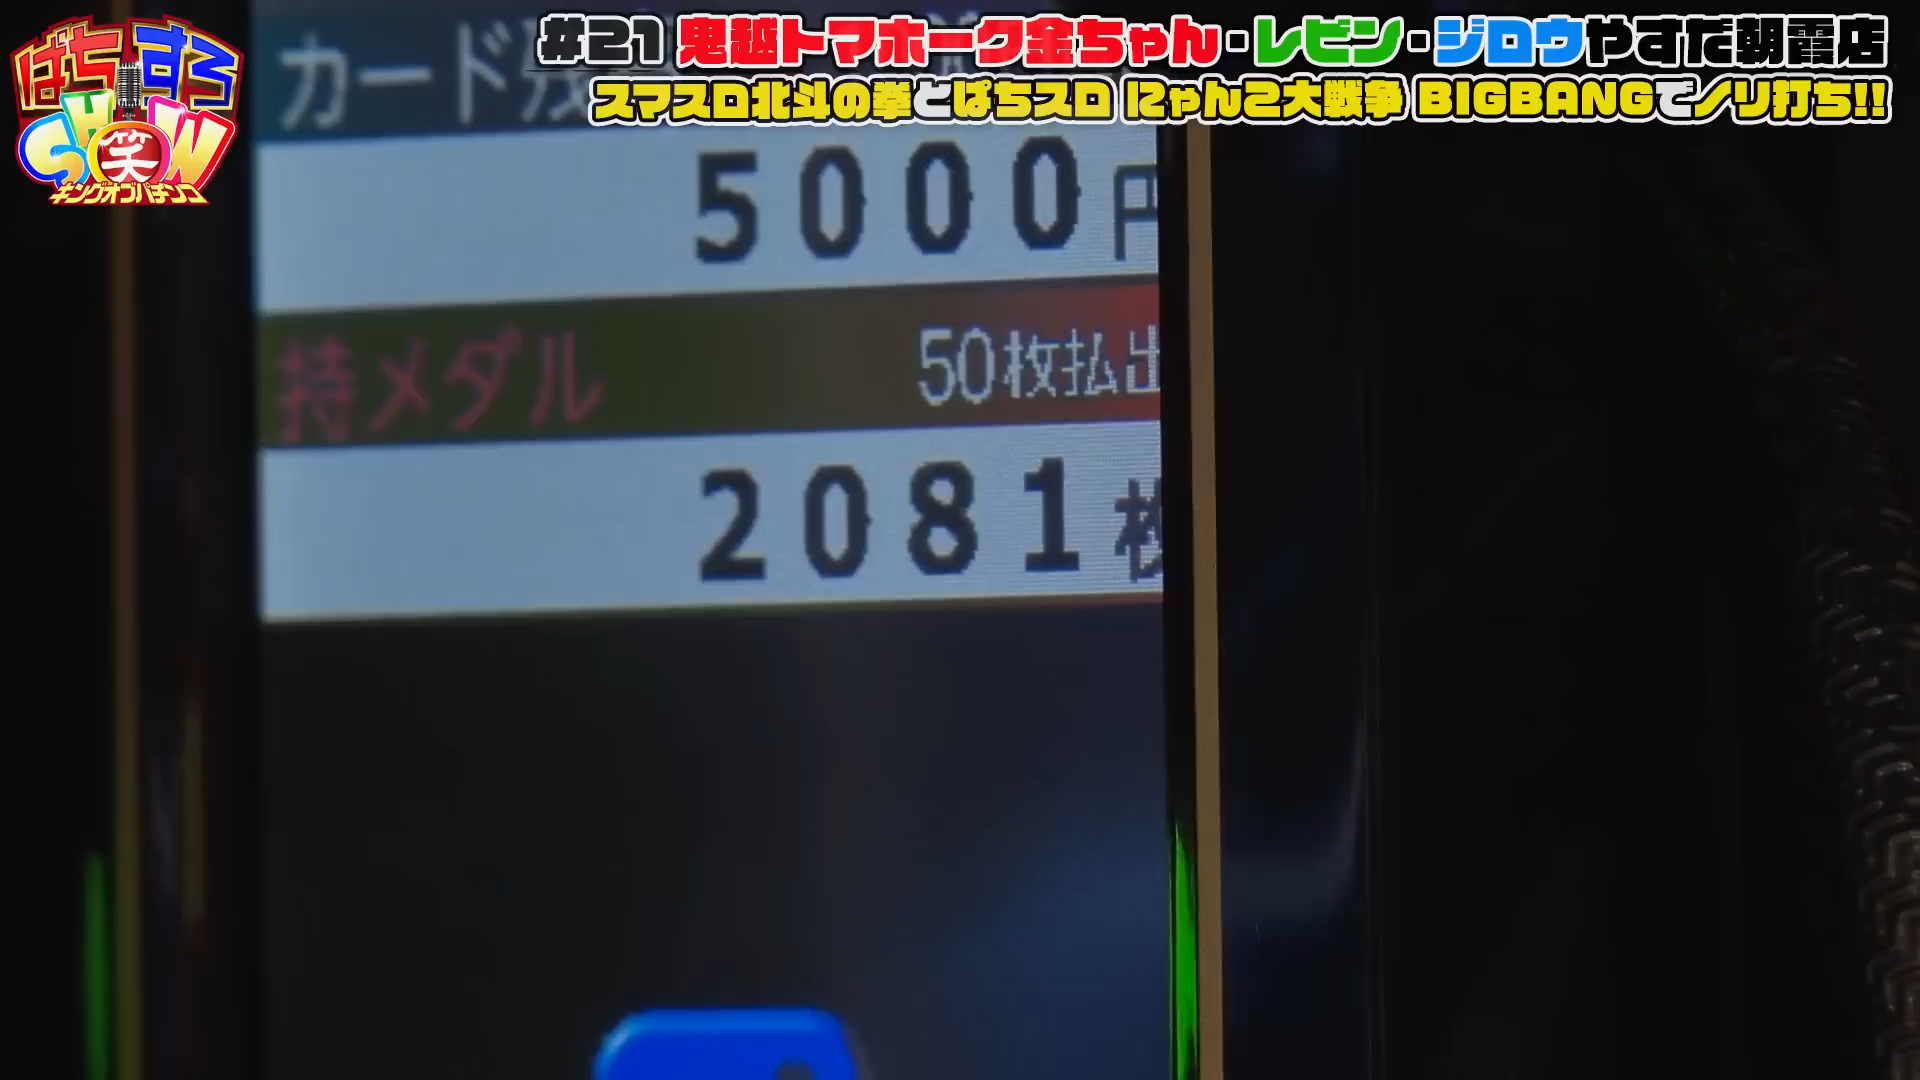 ぱちすろ
SHOW
笑
キングオブパチンコ
#21 鬼越トマホーク金ちゃん・レビン・ジロウやすだ朝霞店
スマスロ北斗の拳とぱちスロ にゃんこ大戦争 BIGBANGでノリ打ち!!
カード残
5000円
持メダル 50枚払出
2081枚